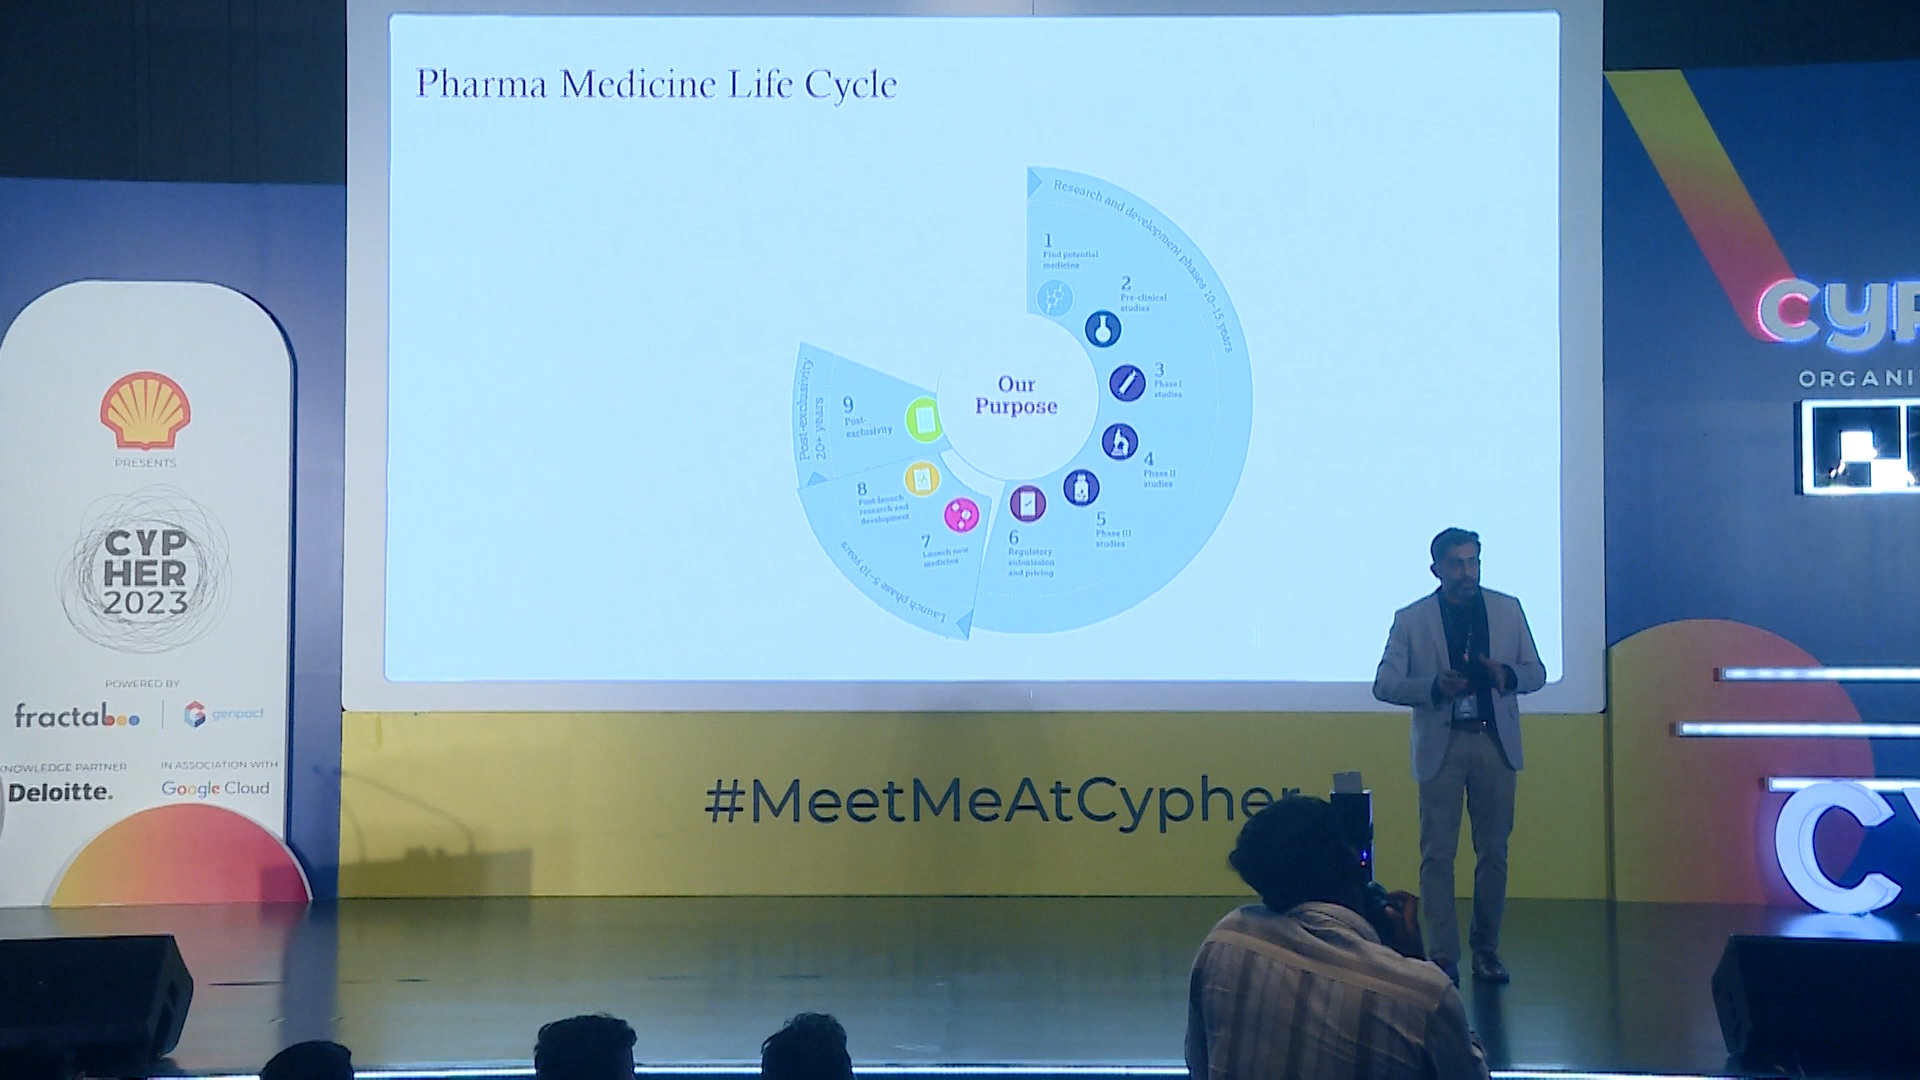 Pharma Medicine Life Cycle
Research and development phases 10–15 years
1
Find potential
medicine
2
Pre-clinical
studies
3
Phase I
studies
4
Phase II
studies
5
Phase III
studies
6
Regulatory
submission
and pricing
Launch phase 5–10 years
7
Launch new
medicine
8
Post-launch
research and
development
Post-exclusivity
20+ years
9
Post-
exclusivity
Our
Purpose
PRESENTS
CYP
HER
2023
POWERED BY
fractal
genpact
KNOWLEDGE PARTNER
Deloitte.
IN ASSOCIATION WITH
Google Cloud
#MeetMeAtCypher
CYP
ORGANI
CY